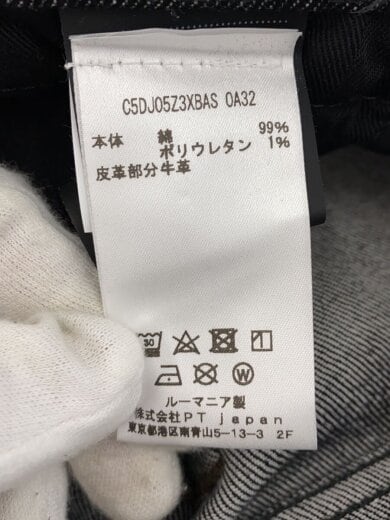 C5DJ05Z3XBAS 0A32
本体 綿 99%
ポリウレタン 1%
皮革部分牛革
30
W
ルーマニア製
株式会社PT japan
東京都港区南青山5-13-3 2F